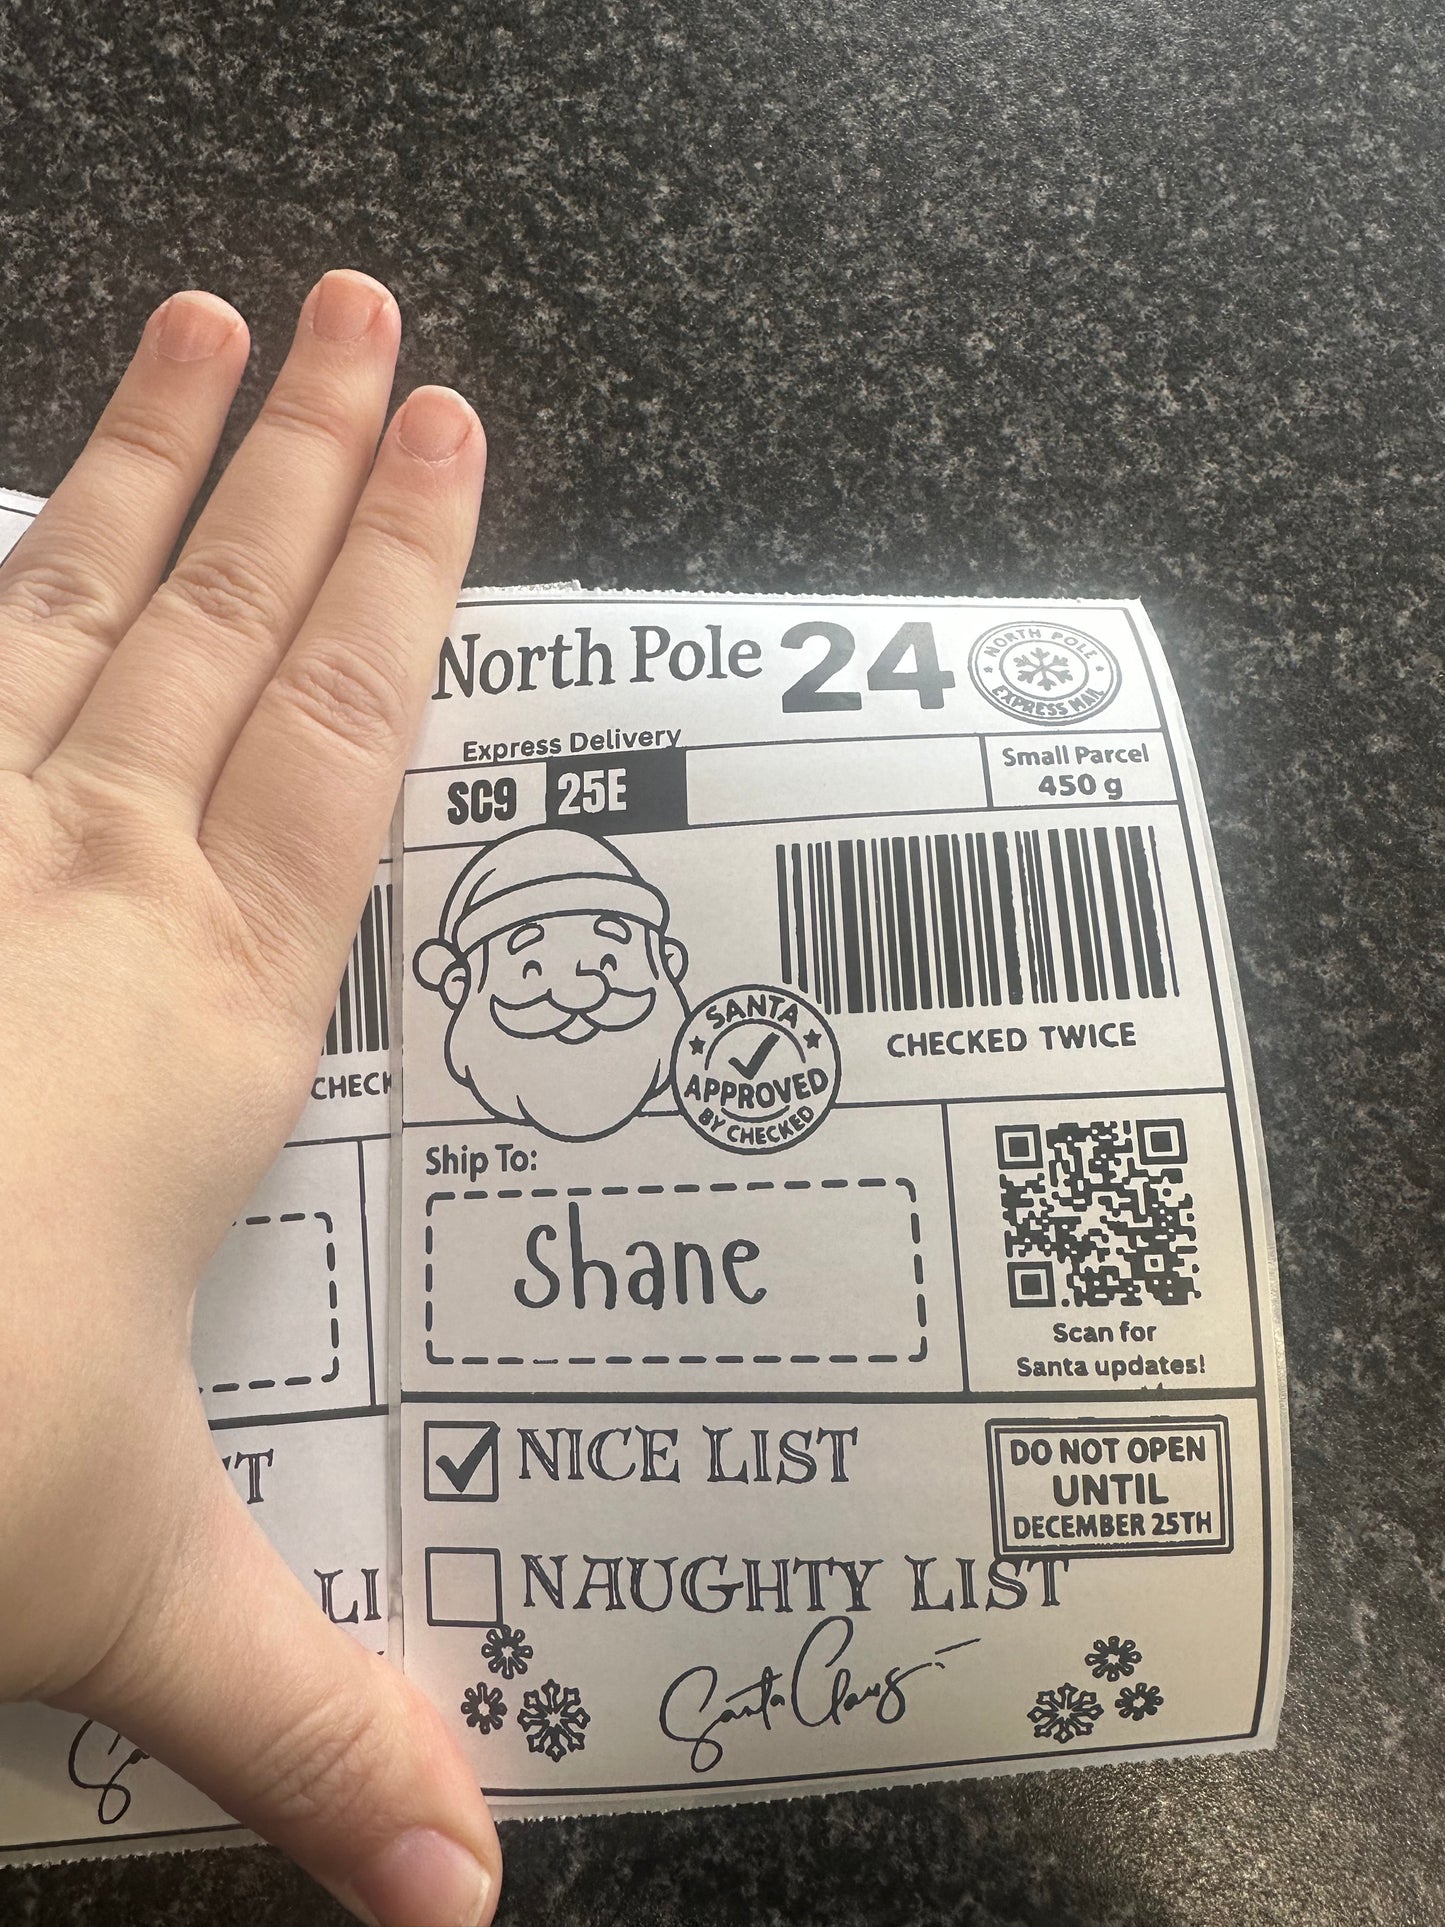 North Pole 24
NORTH POLE
EXPRESS MAIL
Express Delivery
SC9 25E
Small Parcel
450 g
CHECKED TWICE
SANTA
APPROVED
BY CHECKED
CHECK
Ship To:
Shane
Scan for
Santa updates!
NICE LIST
DO NOT OPEN
UNTIL
DECEMBER 25TH
NAUGHTY LIST
Santa Claus
T
LI